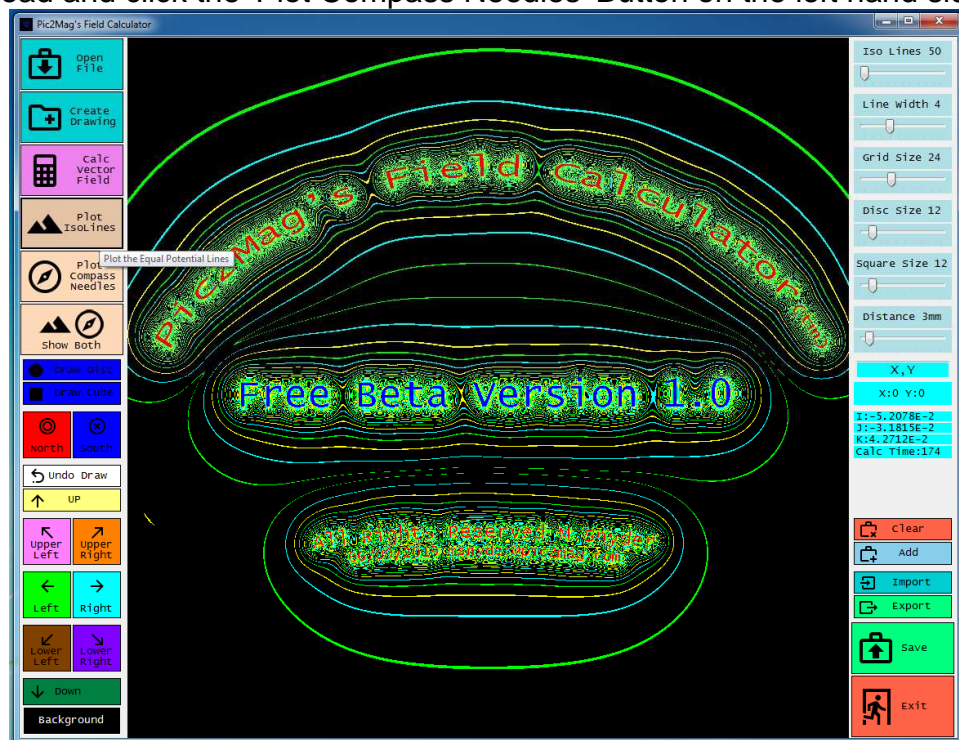 ead and click the 'Plot Compass Needles' Button on the left hand sid
Pic2Mag's Field Calculator
Open
File
Create
Drawing
Calc
Vector
Field
Plot
IsoLines
Plot the Equal Potential Lines
Plot
Compass
Needles
Show Both
Draw Disc
Draw Cube
North
South
Undo Draw
UP
Upper
Left
Upper
Right
Left
Right
Lower
Left
Lower
Right
Down
Background
Pic2Mag's Field Calculator(tm)
Free Beta Version 1.0
All Rights Reserved
Iso Lines 50
Line Width 4
Grid Size 24
Disc Size 12
Square Size 12
Distance 3mm
X,Y
X:0 Y:0
I:-5.2078E-2
J:-3.1815E-2
K:4.2712E-2
Calc Time:174
Clear
Add
Import
Export
Save
Exit